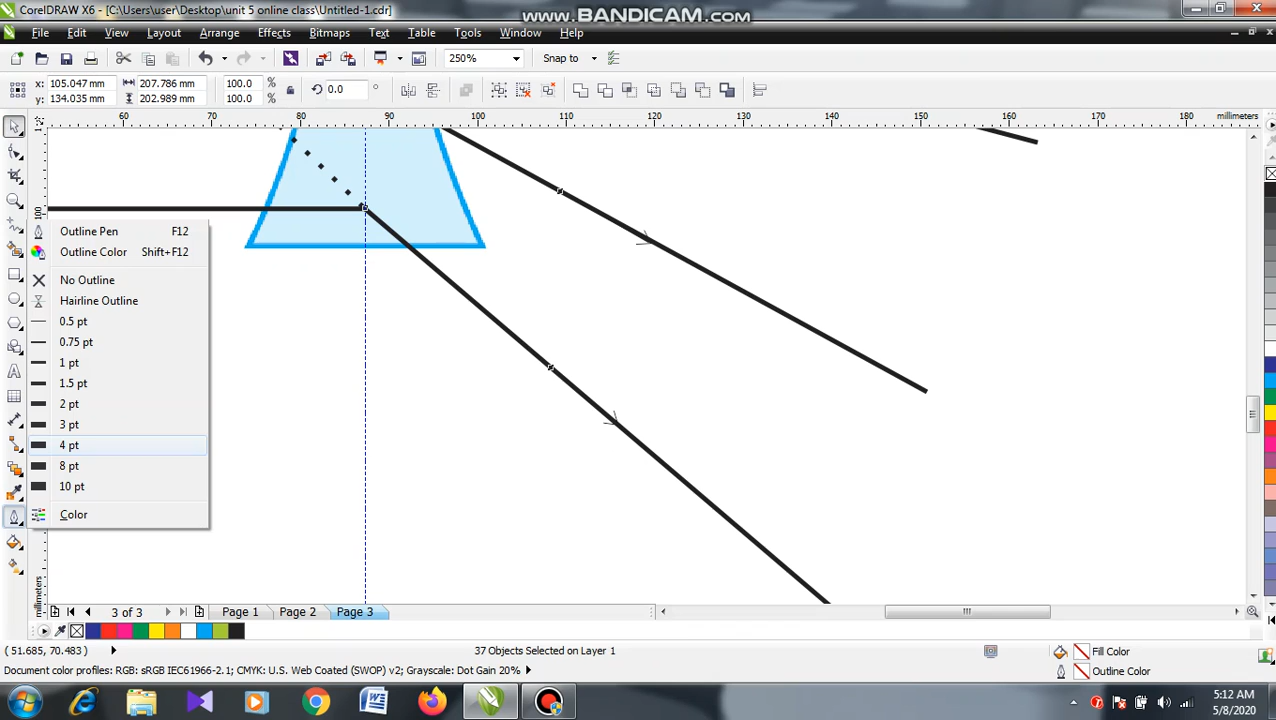 CorelDRAW X6 - [C:\Users\user\Desktop\unit 5 online class\Untitled-1.cdr]
www.BANDICAM.com
File Edit View Layout Arrange Effects Bitmaps Text Table Tools Window Help
250% Snap to
x: 105.047 mm 207.786 mm 100.0 % 0.0 °
y: 134.035 mm 202.989 mm 100.0 %
60 70 80 90 100 110 120 130 140 150 160 170 180 millimeters
100
Outline Pen F12
Outline Color Shift+F12
No Outline
Hairline Outline
0.5 pt
0.75 pt
1 pt
1.5 pt
2 pt
3 pt
4 pt
8 pt
10 pt
Color
millimeters
3 of 3 Page 1 Page 2 Page 3
( 51.685, 70.483 ) 37 Objects Selected on Layer 1 Fill Color
Document color profiles: RGB: sRGB IEC61966-2.1; CMYK: U.S. Web Coated (SWOP) v2; Grayscale: Dot Gain 20% Outline Color
5:12 AM
5/8/2020